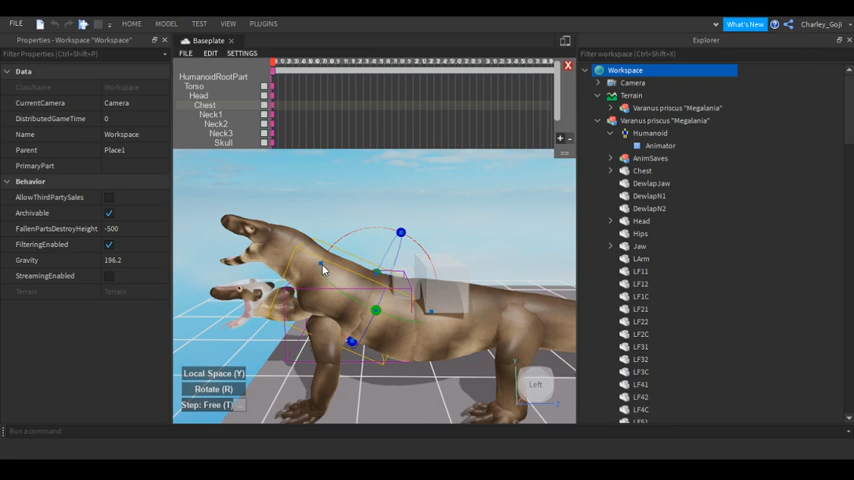 FILE
HOME
MODEL
TEST
VIEW
PLUGINS
What's New
Charley_Goji
Properties - Workspace "Workspace"
Filter Properties (Ctrl+Shift+P)
Data
ClassName Workspace
CurrentCamera Camera
DistributedGameTime 0
Name Workspace
Parent Place1
PrimaryPart
Behavior
AllowThirdPartySales
Archivable
FallenPartsDestroyHeight -500
FilteringEnabled
Gravity 196.2
StreamingEnabled
Terrain Terrain
Baseplate
FILE EDIT SETTINGS
X
HumanoidRootPart
Torso
Head
Chest
Neck1
Neck2
Neck3
Skull
Local Space (Y)
Rotate (R)
Step: Free (T) ...
Y
Left
Z
Explorer
Filter workspace (Ctrl+Shift+X)
Workspace
Camera
Terrain
Varanus priscus "Megalania"
Varanus priscus "Megalania"
Humanoid
Animator
AnimSaves
Chest
DewlapJaw
DewlapN1
DewlapN2
Head
Hips
Jaw
LArm
LF11
LF12
LF1C
LF21
LF22
LF2C
LF31
LF32
LF3C
LF41
LF42
LF4C
LF51
Run a command